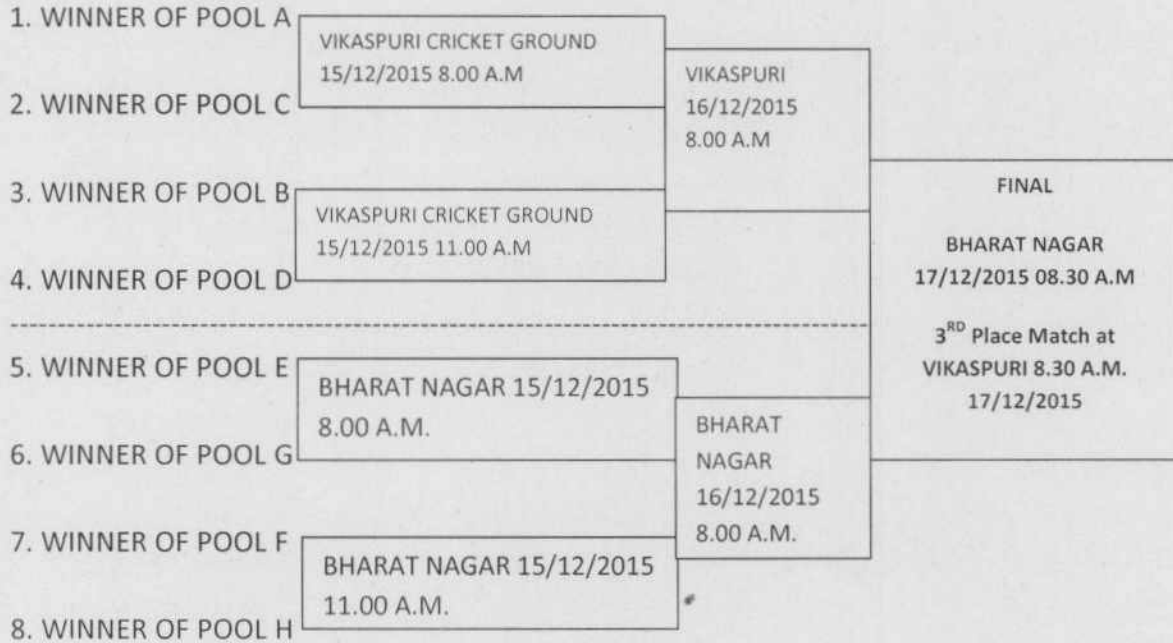 1. WINNER OF POOL A
VIKASPURI CRICKET GROUND
15/12/2015 8.00 A.M
2. WINNER OF POOL C
VIKASPURI
16/12/2015
8.00 A.M
3. WINNER OF POOL B
VIKASPURI CRICKET GROUND
15/12/2015 11.00 A.M
4. WINNER OF POOL D
FINAL
BHARAT NAGAR
17/12/2015 08.30 A.M
3RD Place Match at
VIKASPURI 8.30 A.M.
17/12/2015
5. WINNER OF POOL E
BHARAT NAGAR 15/12/2015
8.00 A.M.
6. WINNER OF POOL G
BHARAT
NAGAR
16/12/2015
8.00 A.M.
7. WINNER OF POOL F
BHARAT NAGAR 15/12/2015
11.00 A.M.
8. WINNER OF POOL H